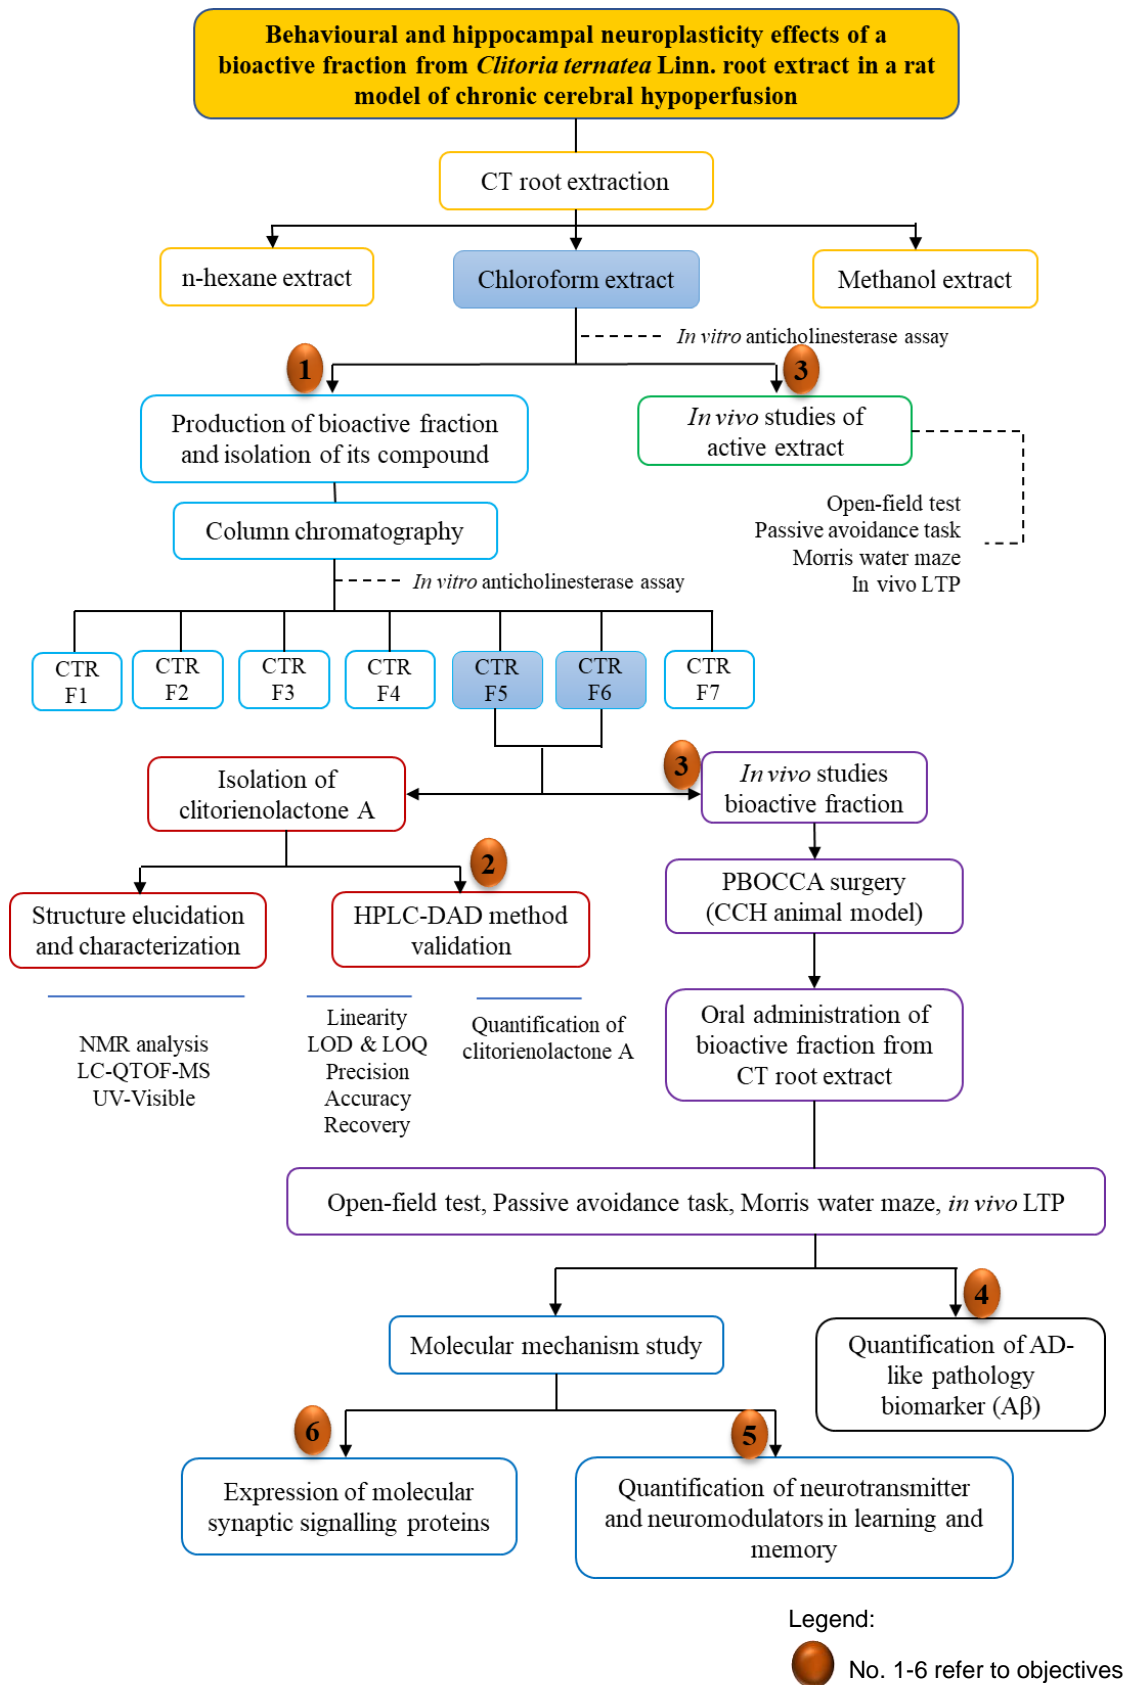 Behavioural and hippocampal neuroplasticity effects of a
bioactive fraction from Clitoria ternatea Linn. root extract in a rat
model of chronic cerebral hypoperfusion
CT root extraction
n-hexane extract
Chloroform extract
Methanol extract
In vitro anticholinesterase assay
1
3
Production of bioactive fraction
and isolation of its compound
In vivo studies of
active extract
Column chromatography
Open-field test
Passive avoidance task
Morris water maze
In vivo LTP
In vitro anticholinesterase assay
CTR
F1
CTR
F2
CTR
F3
CTR
F4
CTR
F5
CTR
F6
CTR
F7
3
Isolation of
clitorienolactone A
In vivo studies
bioactive fraction
2
Structure elucidation
and characterization
HPLC-DAD method
validation
PBOCCA surgery
(CCH animal model)
NMR analysis
LC-QTOF-MS
UV-Visible
Linearity
LOD & LOQ
Precision
Accuracy
Recovery
Quantification of
clitorienolactone A
Oral administration of
bioactive fraction from
CT root extract
Open-field test, Passive avoidance task, Morris water maze, in vivo LTP
4
Molecular mechanism study
Quantification of AD-
like pathology
biomarker (Aβ)
6
5
Expression of molecular
synaptic signalling proteins
Quantification of neurotransmitter
and neuromodulators in learning and
memory
Legend:
No. 1-6 refer to objectives